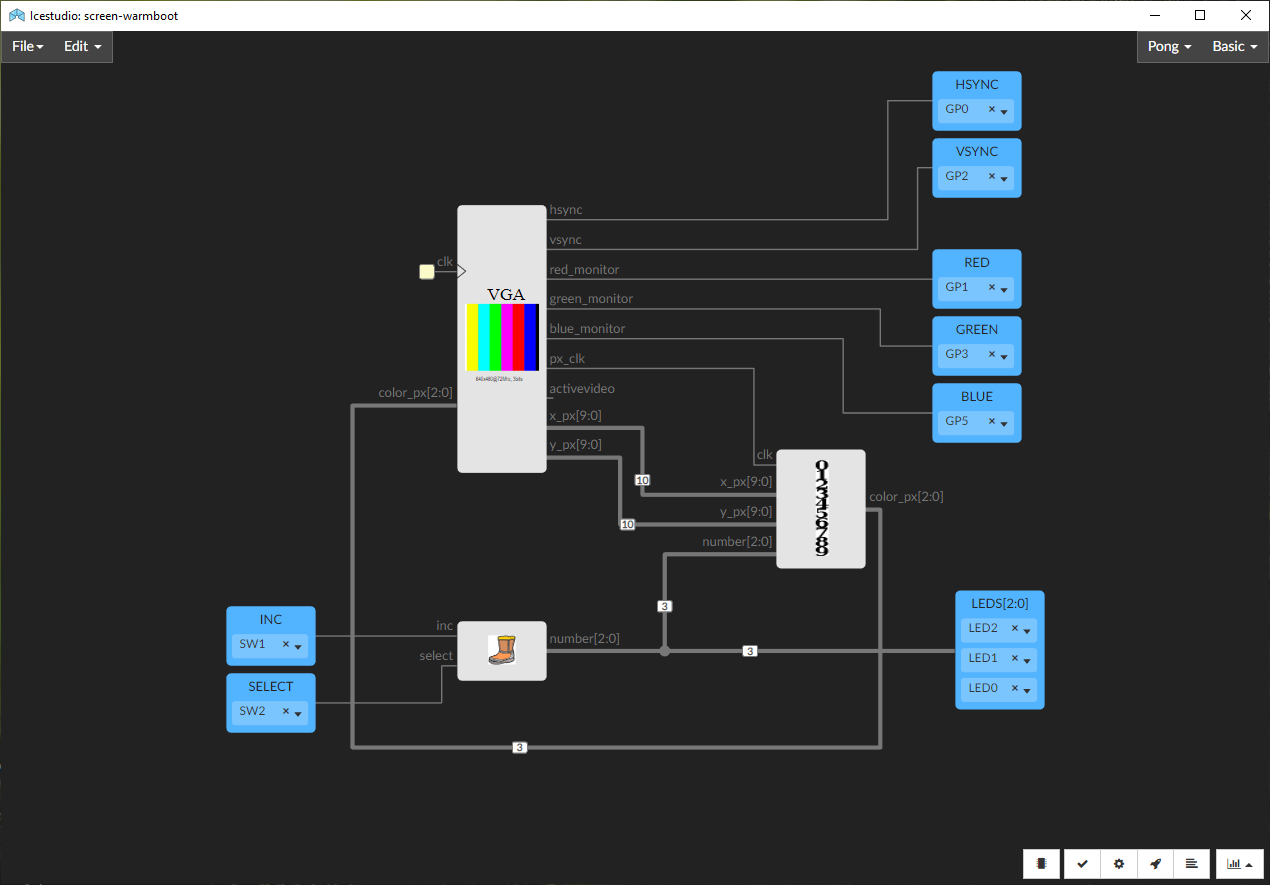 Icestudio: screen-warmboot
File Edit Pong Basic
HSYNC
GP0
VSYNC
GP2
RED
GP1
GREEN
GP3
BLUE
GP5
clk
VGA
640x480@72Mhz, 3bits
color_px[2:0]
hsync
vsync
red_monitor
green_monitor
blue_monitor
px_clk
activevideo
x_px[9:0]
y_px[9:0]
10
10
clk
x_px[9:0]
y_px[9:0]
number[2:0]
0
1
2
3
4
5
6
7
8
9
color_px[2:0]
INC
SW1
SELECT
SW2
inc
select
number[2:0]
3
3
3
LEDS[2:0]
LED2
LED1
LED0